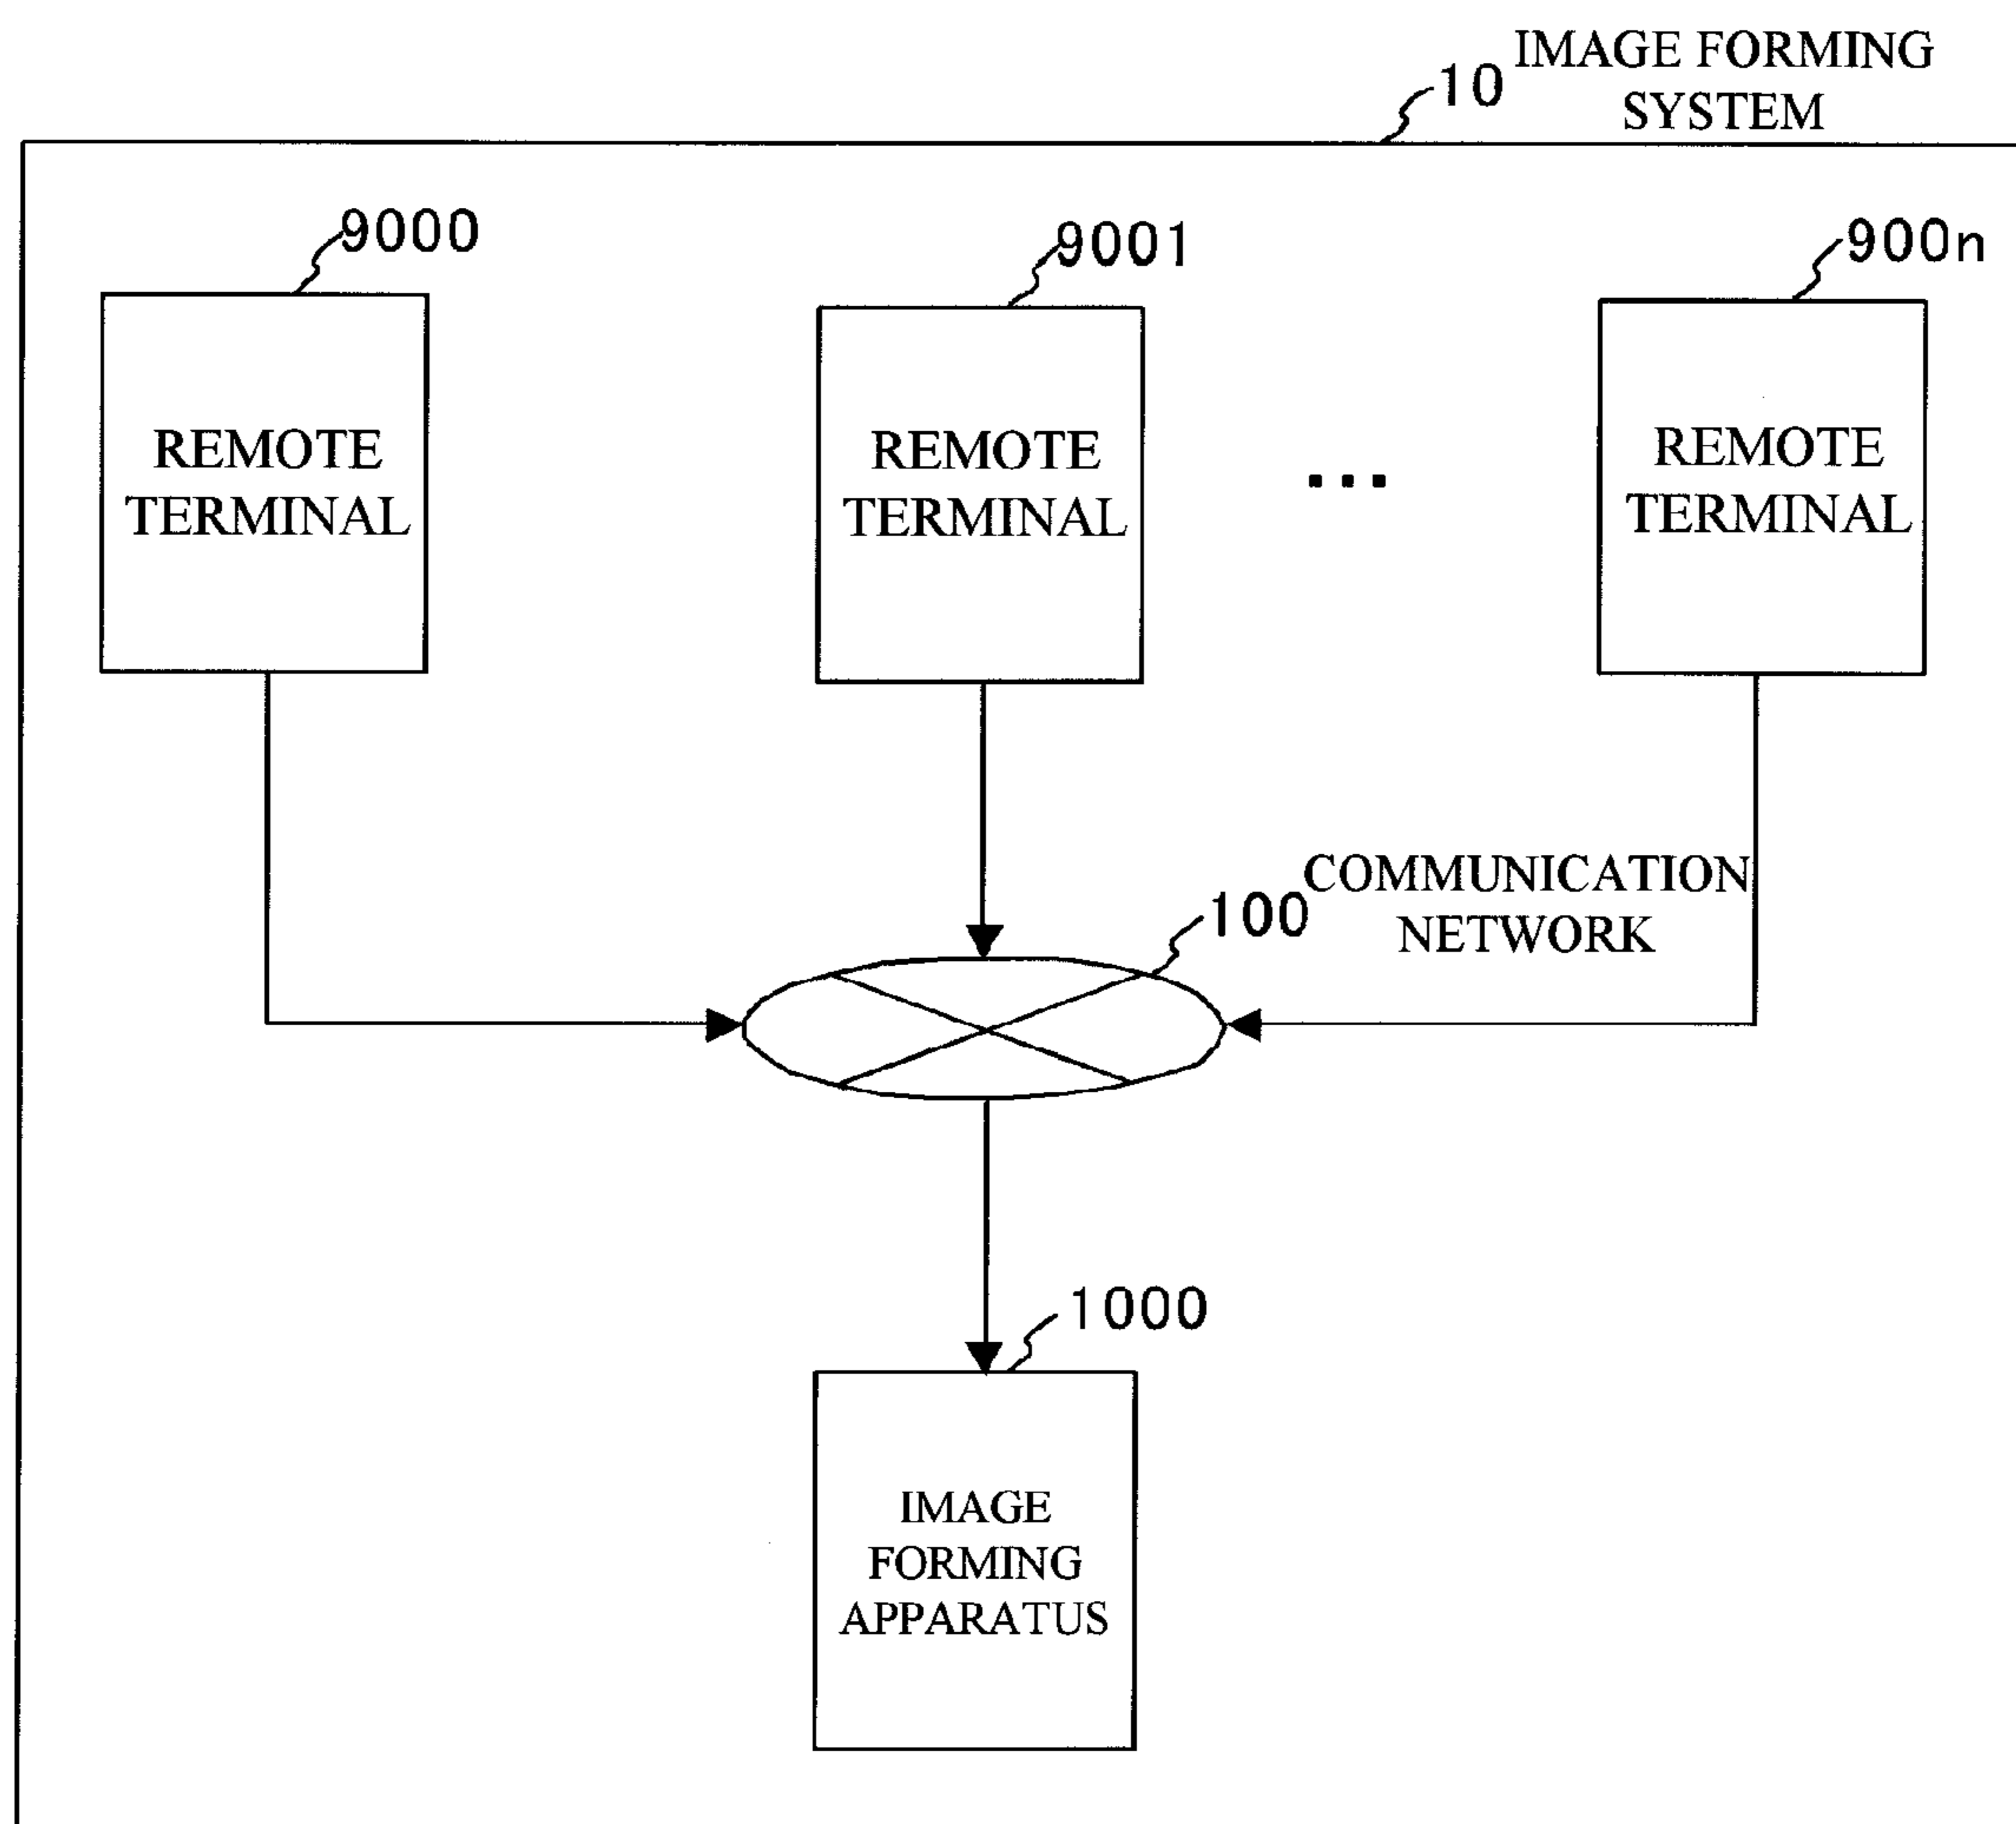 IMAGE FORMING
10
SYSTEM
9000
9001
900n
REMOTE
TERMINAL
REMOTE
TERMINAL
...
REMOTE
TERMINAL
COMMUNICATION
100
NETWORK
1000
IMAGE
FORMING
APPARATUS